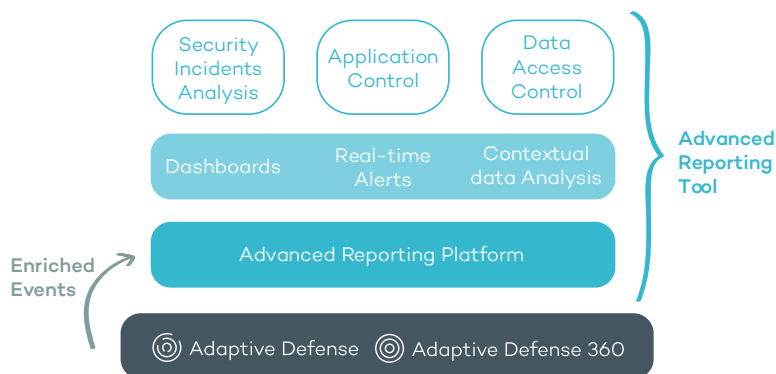 Security
Incidents
Analysis
Application
Control
Data
Access
Control
Dashboards
Real-time
Alerts
Contextual
data Analysis
Advanced
Reporting
Tool
Advanced Reporting Platform
Enriched
Events
Adaptive Defense
Adaptive Defense 360